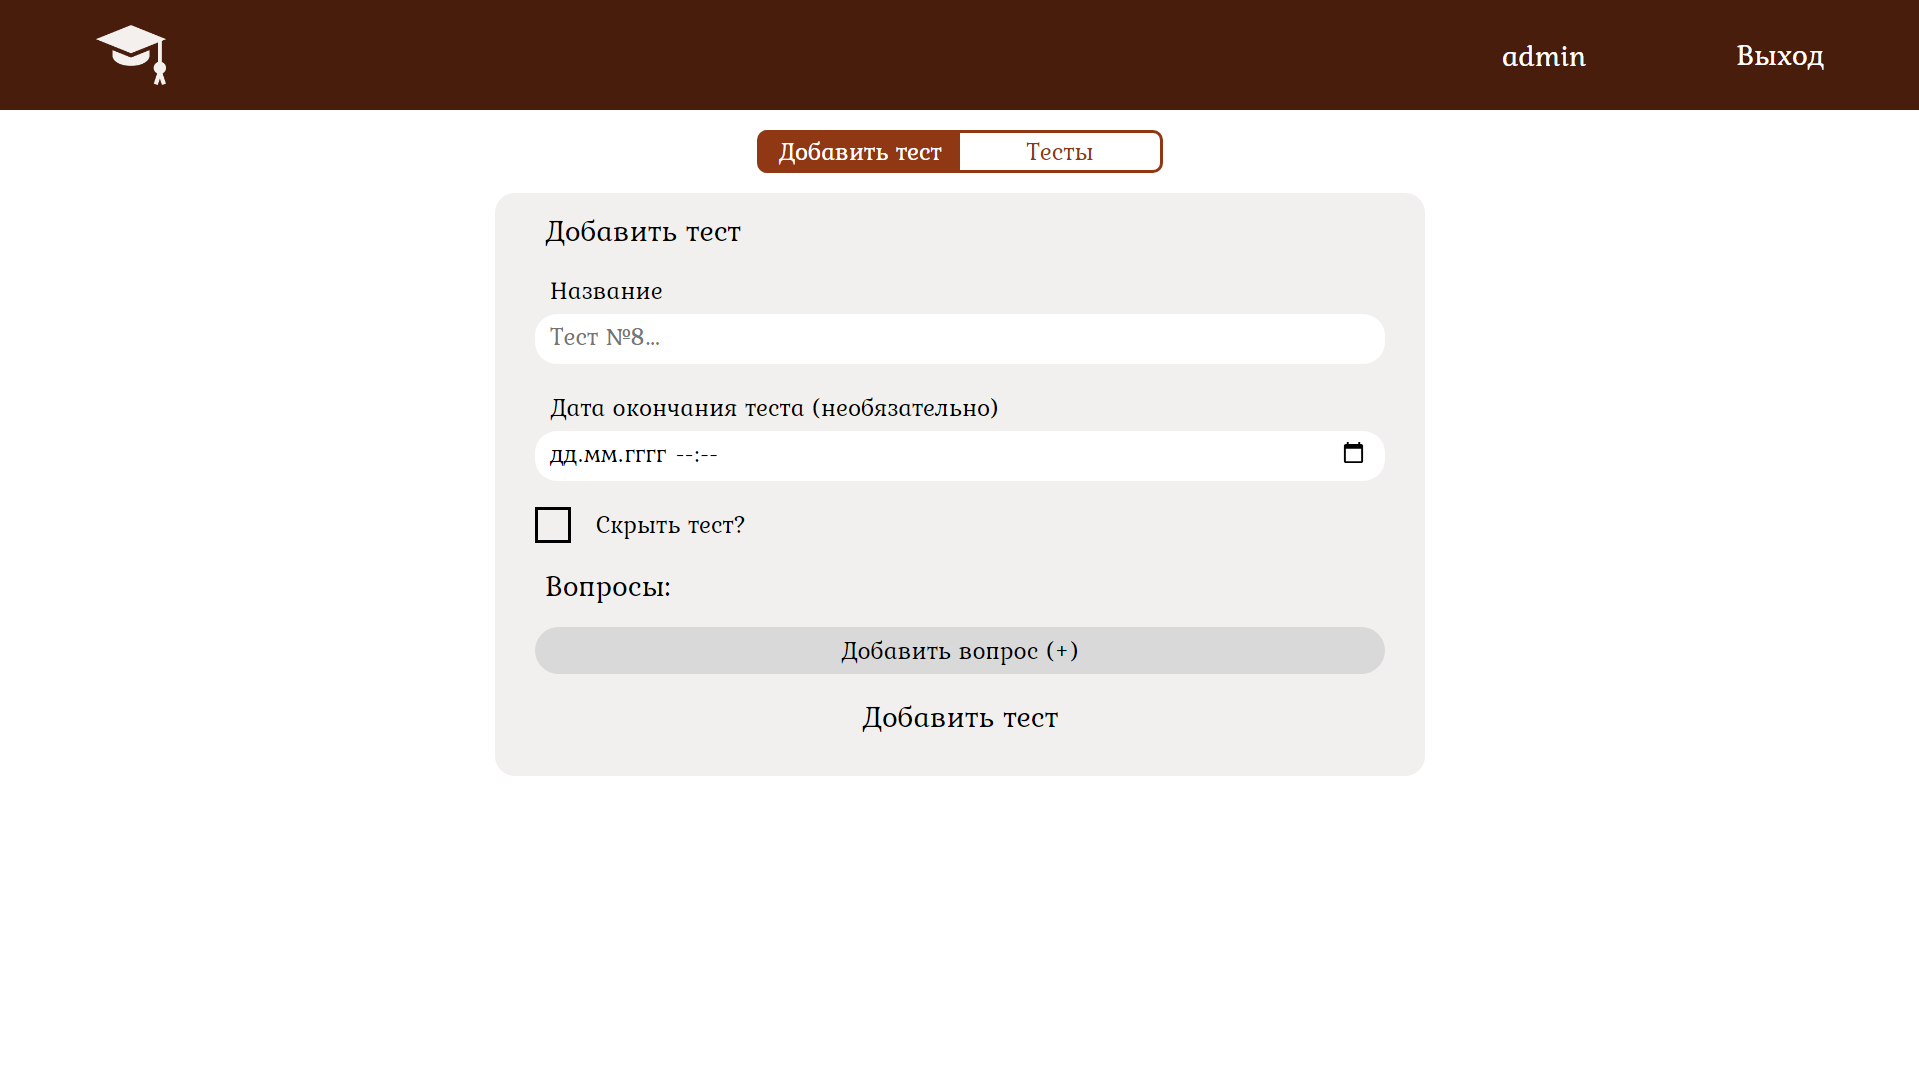 admin
Выход
Добавить тест
Тесты
Добавить тест
Название
Тест №8...
Дата окончания теста (необязательно)
дд.мм.гггг --:--
Скрыть тест?
Вопросы:
Добавить вопрос (+)
Добавить тест